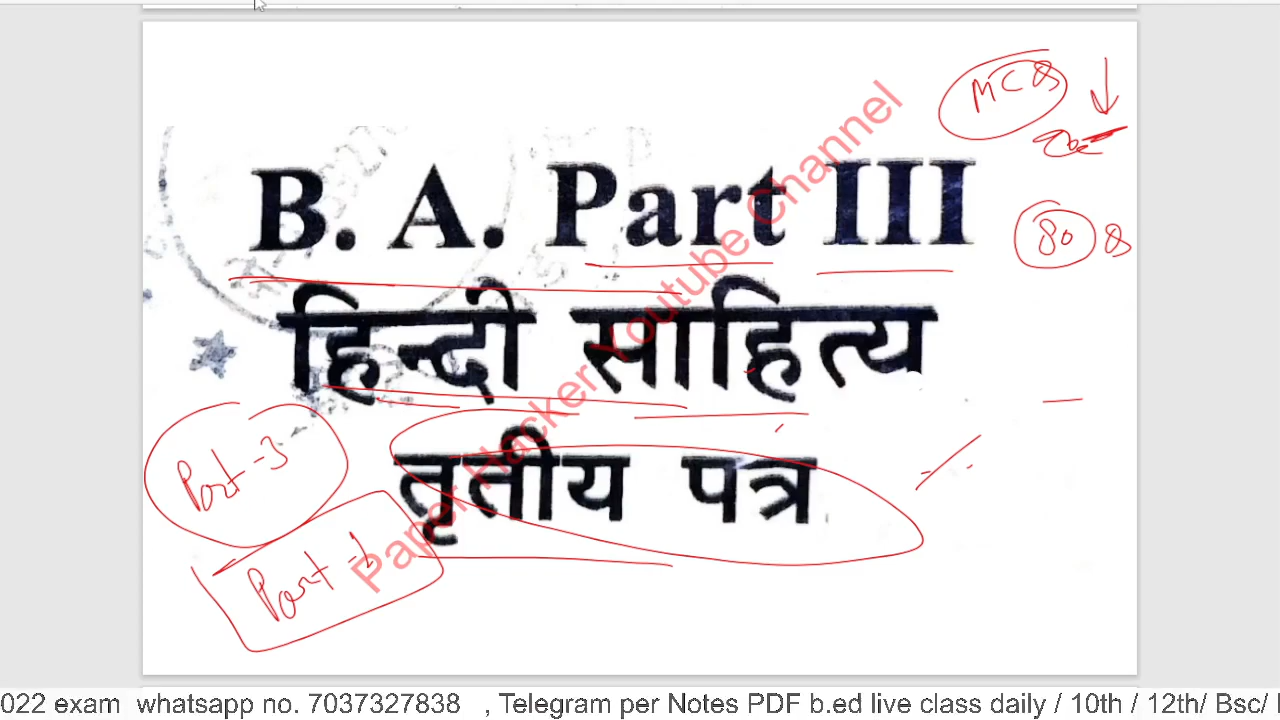 B. A. Part III
हिन्दी साहित्य
तृतीय पत्र
Paper Hacker Youtube Channel
MCQ
80 Q
Part-3
Part-1
022 exam whatsapp no. 7037327838 , Telegram per Notes PDF b.ed live class daily / 10th / 12th/ Bsc/